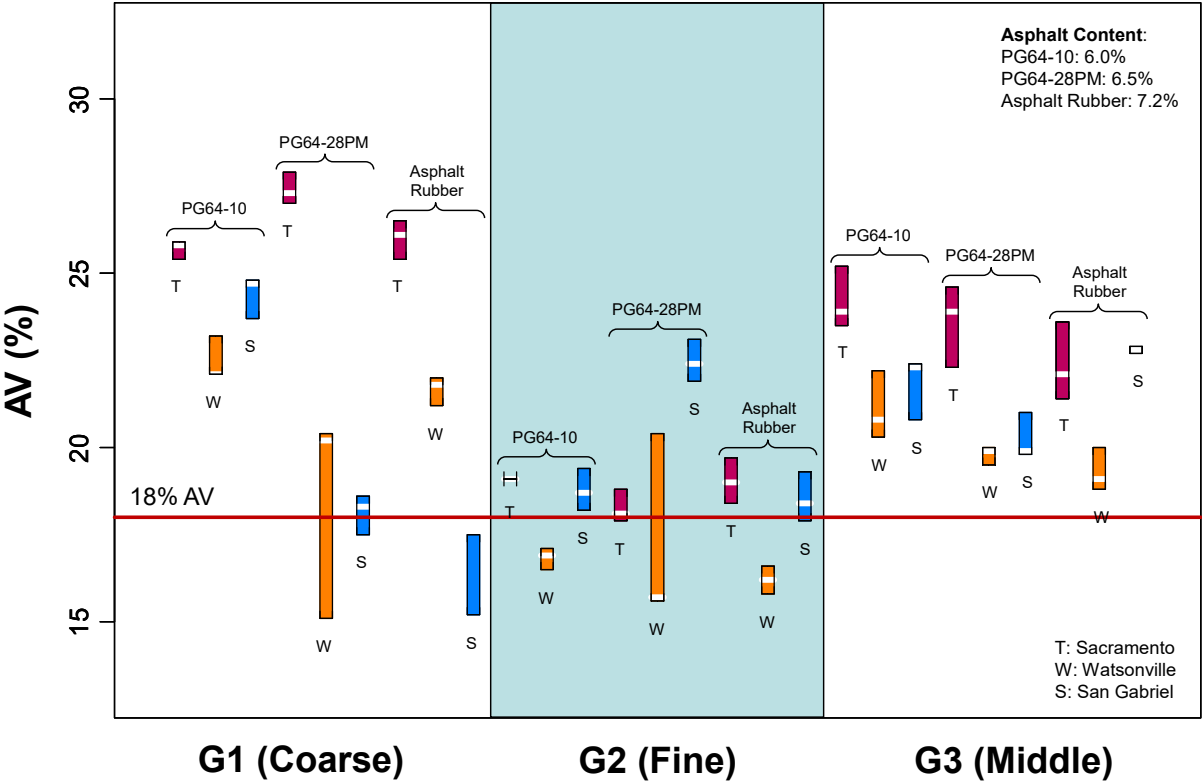 AV (%)
30
25
20
15
Asphalt Content:
PG64-10: 6.0%
PG64-28PM: 6.5%
Asphalt Rubber: 7.2%
PG64-10
T
W
S
PG64-28PM
T
W
S
Asphalt
Rubber
T
W
S
18% AV
PG64-10
T
W
S
PG64-28PM
T
W
S
Asphalt
Rubber
T
W
S
PG64-10
T
W
S
PG64-28PM
T
W
S
Asphalt
Rubber
T
W
S
T: Sacramento
W: Watsonville
S: San Gabriel
G1 (Coarse)
G2 (Fine)
G3 (Middle)